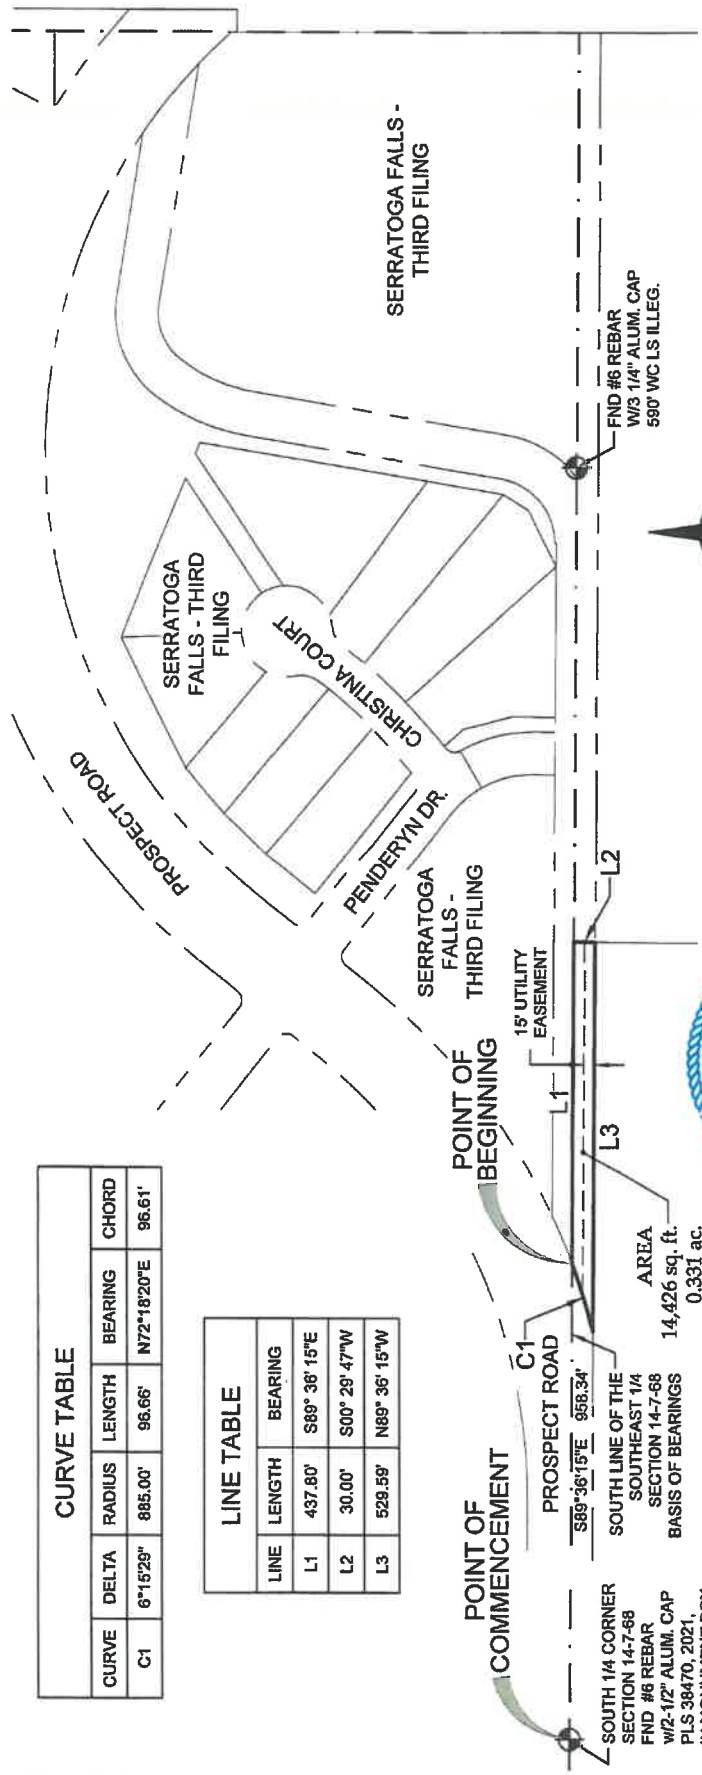 CURVE TABLE
CURVE DELTA RADIUS LENGTH BEARING CHORD
C1 6°15'29" 885.00' 96.66' N72°18'20"E 96.61'
LINE TABLE
LINE LENGTH BEARING
L1 437.80' S89° 36' 15"E
L2 30.00' S00° 29' 47"W
L3 529.59' N89° 36' 15"W
POINT OF
COMMENCEMENT
SOUTH 1/4 CORNER
SECTION 14-7-68
FND #6 REBAR
W/2-1/2" ALUM. CAP
PLS 38470, 2021,
PROSPECT ROAD
S89°36'15"E 958.34'
SOUTH LINE OF THE
SOUTHEAST 1/4
SECTION 14-7-68
BASIS OF BEARINGS
C1
POINT OF
BEGINNING
AREA
14,426 sq. ft.
0.331 ac.
L1
L3
15' UTILITY
EASEMENT
L2
SERRATOGA
FALLS -
THIRD FILING
PENDERYN DR.
PROSPECT ROAD
CHRISTINA COURT
SERRATOGA
FALLS - THIRD
FILING
FND #6 REBAR
W/3 1/4" ALUM. CAP
590' WC LS ILLEG.
SERRATOGA FALLS -
THIRD FILING